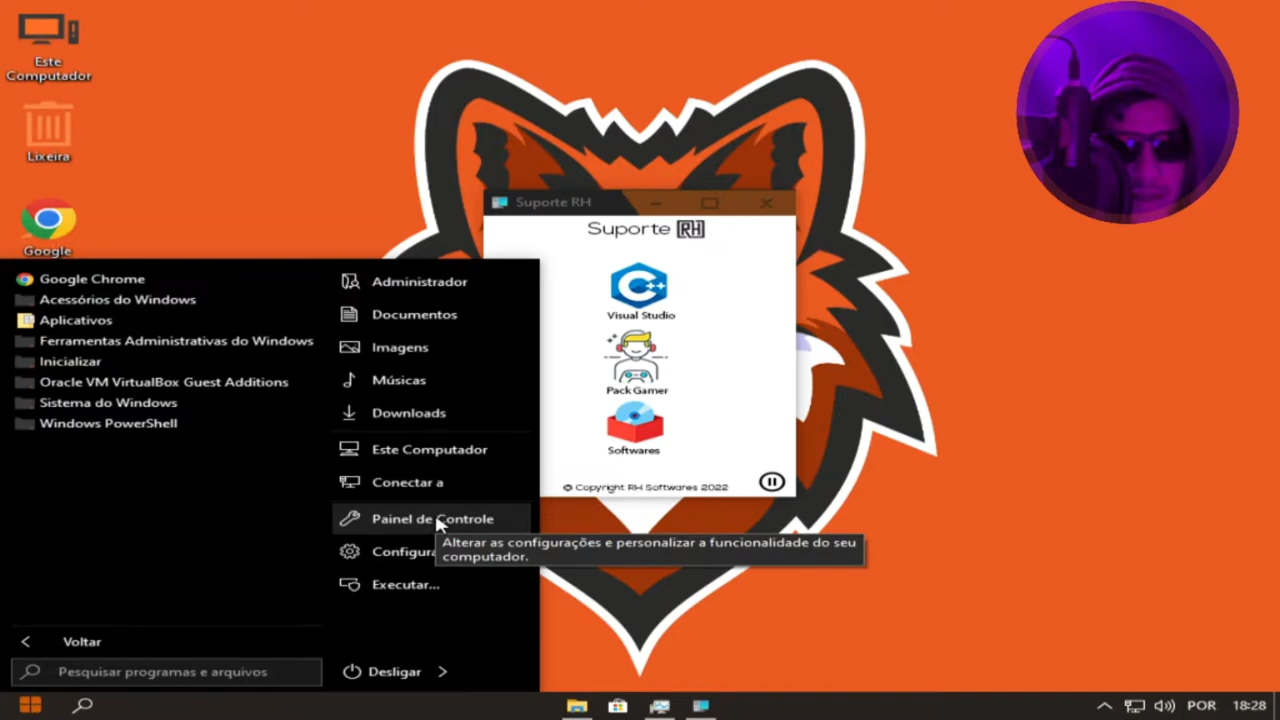 Este
Computador
Lixeira
Google
Suporte RH
Suporte RH
C++
Visual Studio
Pack Gamer
Softwares
© Copyright RH Softwares 2022
Google Chrome
Acessórios do Windows
Aplicativos
Ferramentas Administrativas do Windows
Inicializar
Oracle VM VirtualBox Guest Additions
Sistema do Windows
Windows PowerShell
Voltar
Pesquisar programas e arquivos
Administrador
Documentos
Imagens
Músicas
Downloads
Este Computador
Conectar a
Painel de Controle
Configura
Alterar as configurações e personalizar a funcionalidade do seu
computador.
Executar...
Desligar
POR
18:28